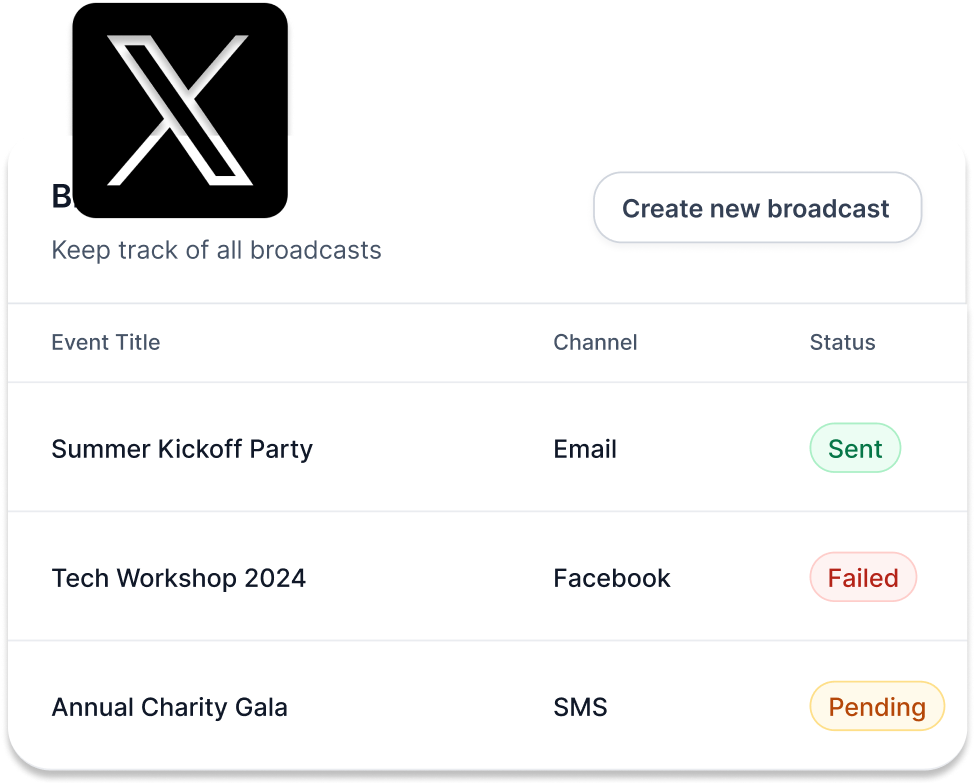 Create new broadcast
Keep track of all broadcasts
Event Title Channel Status
Summer Kickoff Party Email Sent
Tech Workshop 2024 Facebook Failed
Annual Charity Gala SMS Pending